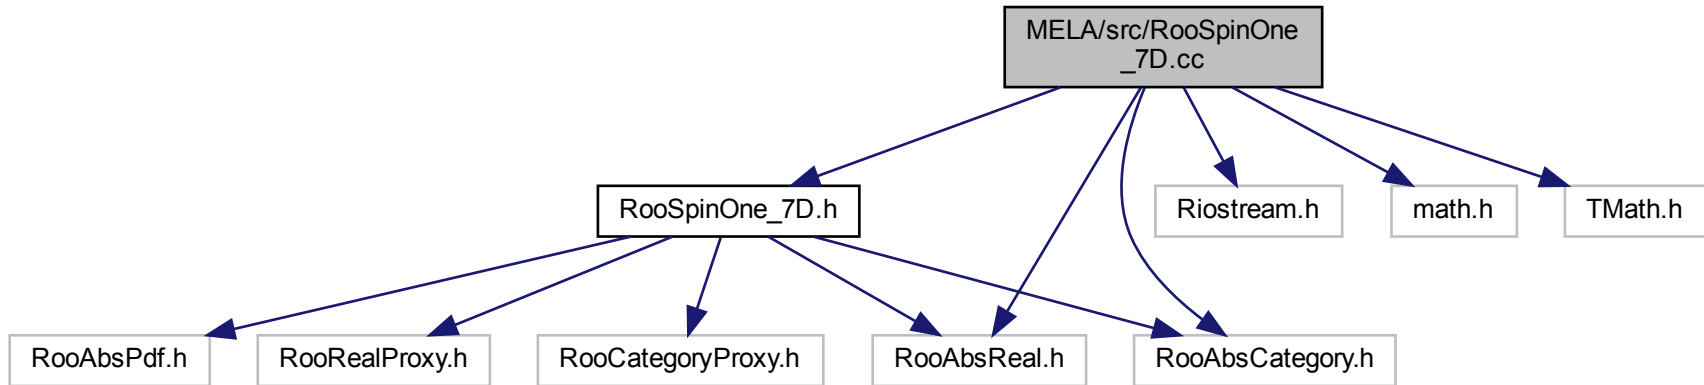 MELA/src/RooSpinOne
_7D.cc
RooSpinOne_7D.h
Riostream.h
math.h
TMath.h
RooAbsPdf.h
RooRealProxy.h
RooCategoryProxy.h
RooAbsReal.h
RooAbsCategory.h